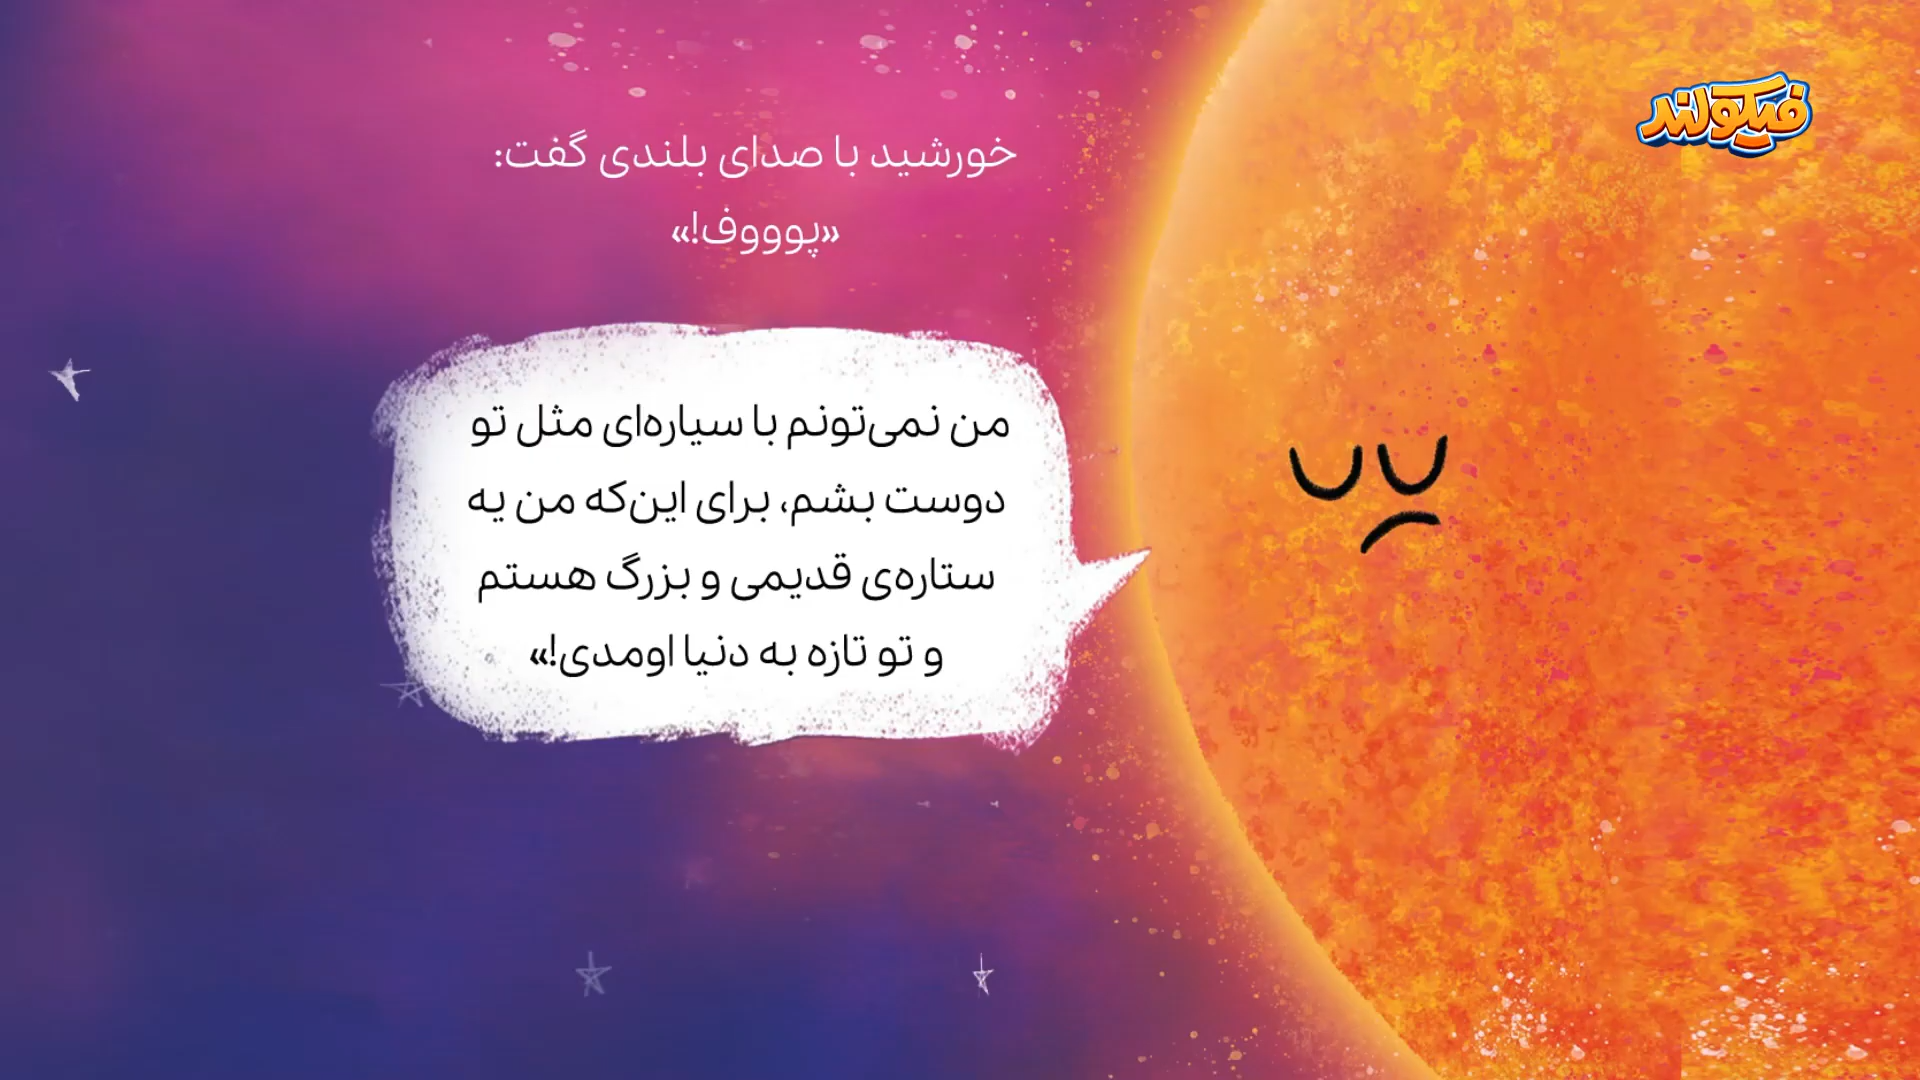 فیکولند
خورشید با صدای بلندی گفت:
«پوووف!»
من نمی‌تونم با سیاره‌ای مثل تو
دوست بشم، برای این‌که من یه
ستاره‌ی قدیمی و بزرگ هستم
و تو تازه به دنیا اومدی!»